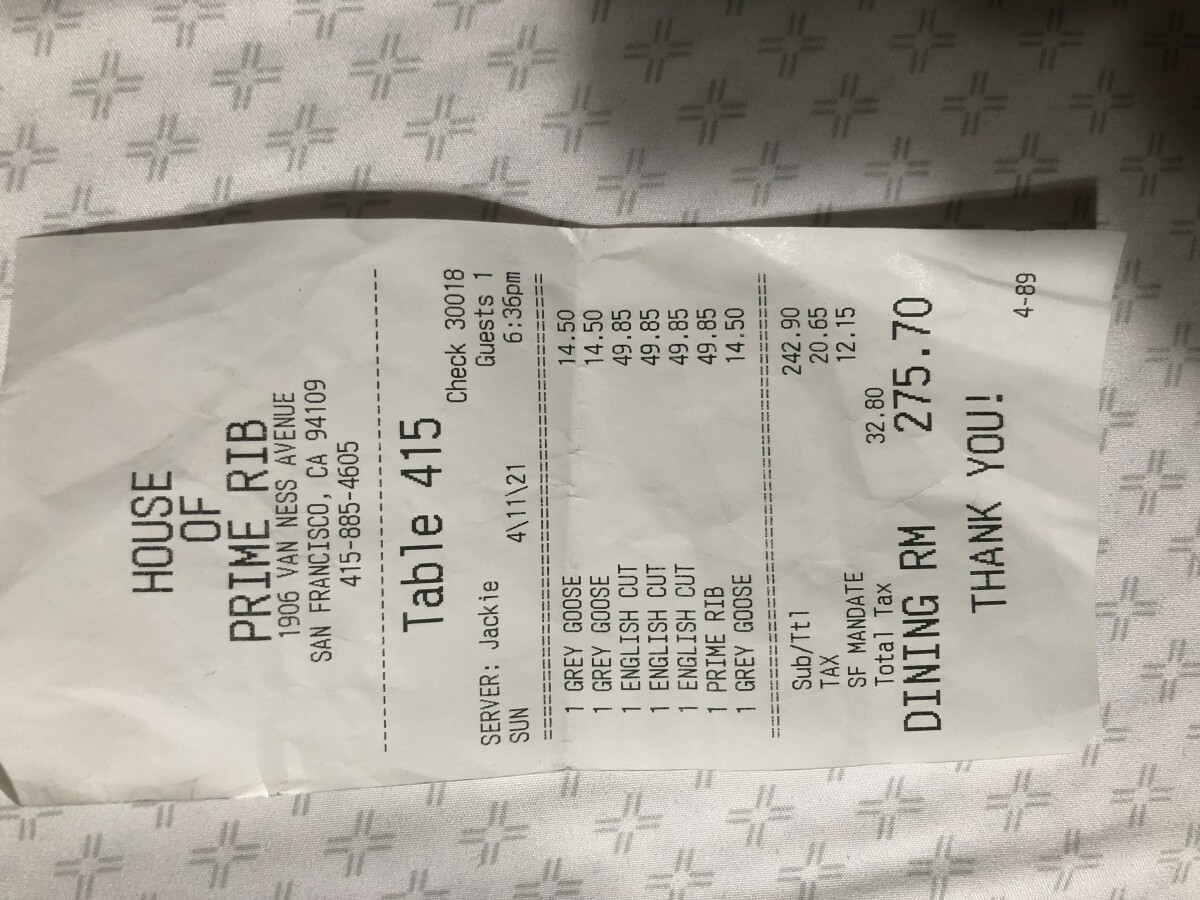 HOUSE
OF
PRIME RIB
1906 VAN NESS AVENUE
SAN FRANCISCO, CA 94109
415-885-4605
Table 415
Check 30018
SERVER: Jackie Guests 1
SUN 4\11\21 6:36pm
1 GREY GOOSE 14.50
1 GREY GOOSE 14.50
1 ENGLISH CUT 49.85
1 ENGLISH CUT 49.85
1 ENGLISH CUT 49.85
1 PRIME RIB 49.85
1 GREY GOOSE 14.50
Sub/Ttl 242.90
TAX 20.65
SF MANDATE 12.15
Total Tax 32.80
DINING RM 275.70
THANK YOU!
4-89